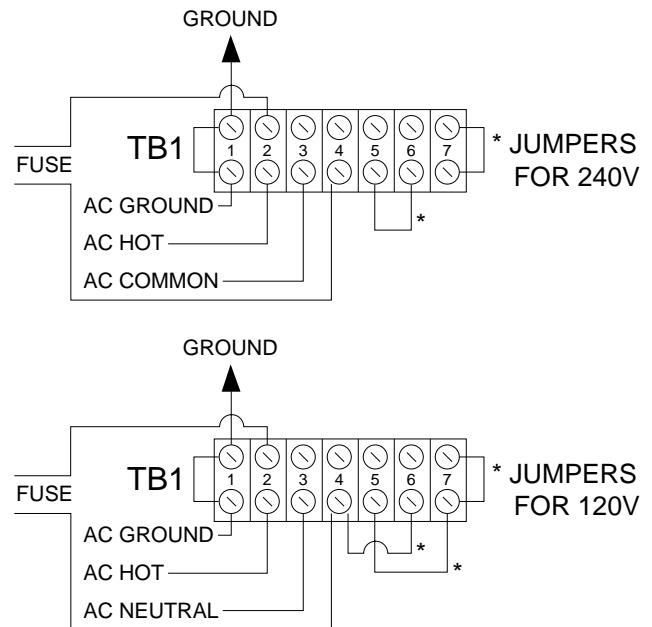 GROUND
TB1
1 2 3 4 5 6 7
* JUMPERS
FOR 240V
FUSE
AC GROUND
AC HOT
*
AC COMMON
GROUND
TB1
1 2 3 4 5 6 7
* JUMPERS
FOR 120V
FUSE
AC GROUND
*
AC HOT
*
AC NEUTRAL